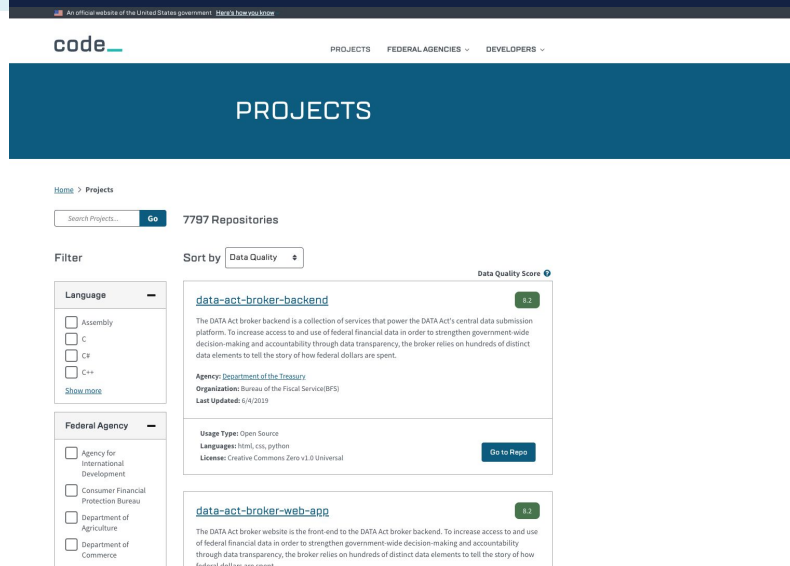 An official website of the United States government Here's how you know
code
PROJECTS FEDERAL AGENCIES DEVELOPERS
PROJECTS
Home > Projects
Search Projects... Go
7797 Repositories
Filter
Sort by Data Quality
Data Quality Score ?
Language
Assembly
C
C#
C++
Show more
data-act-broker-backend 8.2
The DATA Act broker backend is a collection of services that power the DATA Act's central data submission
platform. To increase access to and use of federal financial data in order to strengthen government-wide
decision-making and accountability through data transparency, the broker relies on hundreds of distinct
data elements to tell the story of how federal dollars are spent.
Agency: Department of the Treasury
Organization: Bureau of the Fiscal Service(BFS)
Last Updated: 6/4/2019
Usage Type: Open Source
Languages: html, css, python
License: Creative Commons Zero v1.0 Universal
Go to Repo
Federal Agency
Agency for
International
Development
Consumer Financial
Protection Bureau
Department of
Agriculture
Department of
Commerce
data-act-broker-web-app 8.2
The DATA Act broker website is the front-end to the DATA Act broker backend. To increase access to and use
of federal financial data in order to strengthen government-wide decision-making and accountability
through data transparency, the broker relies on hundreds of distinct data elements to tell the story of how
federal dollars are spent.